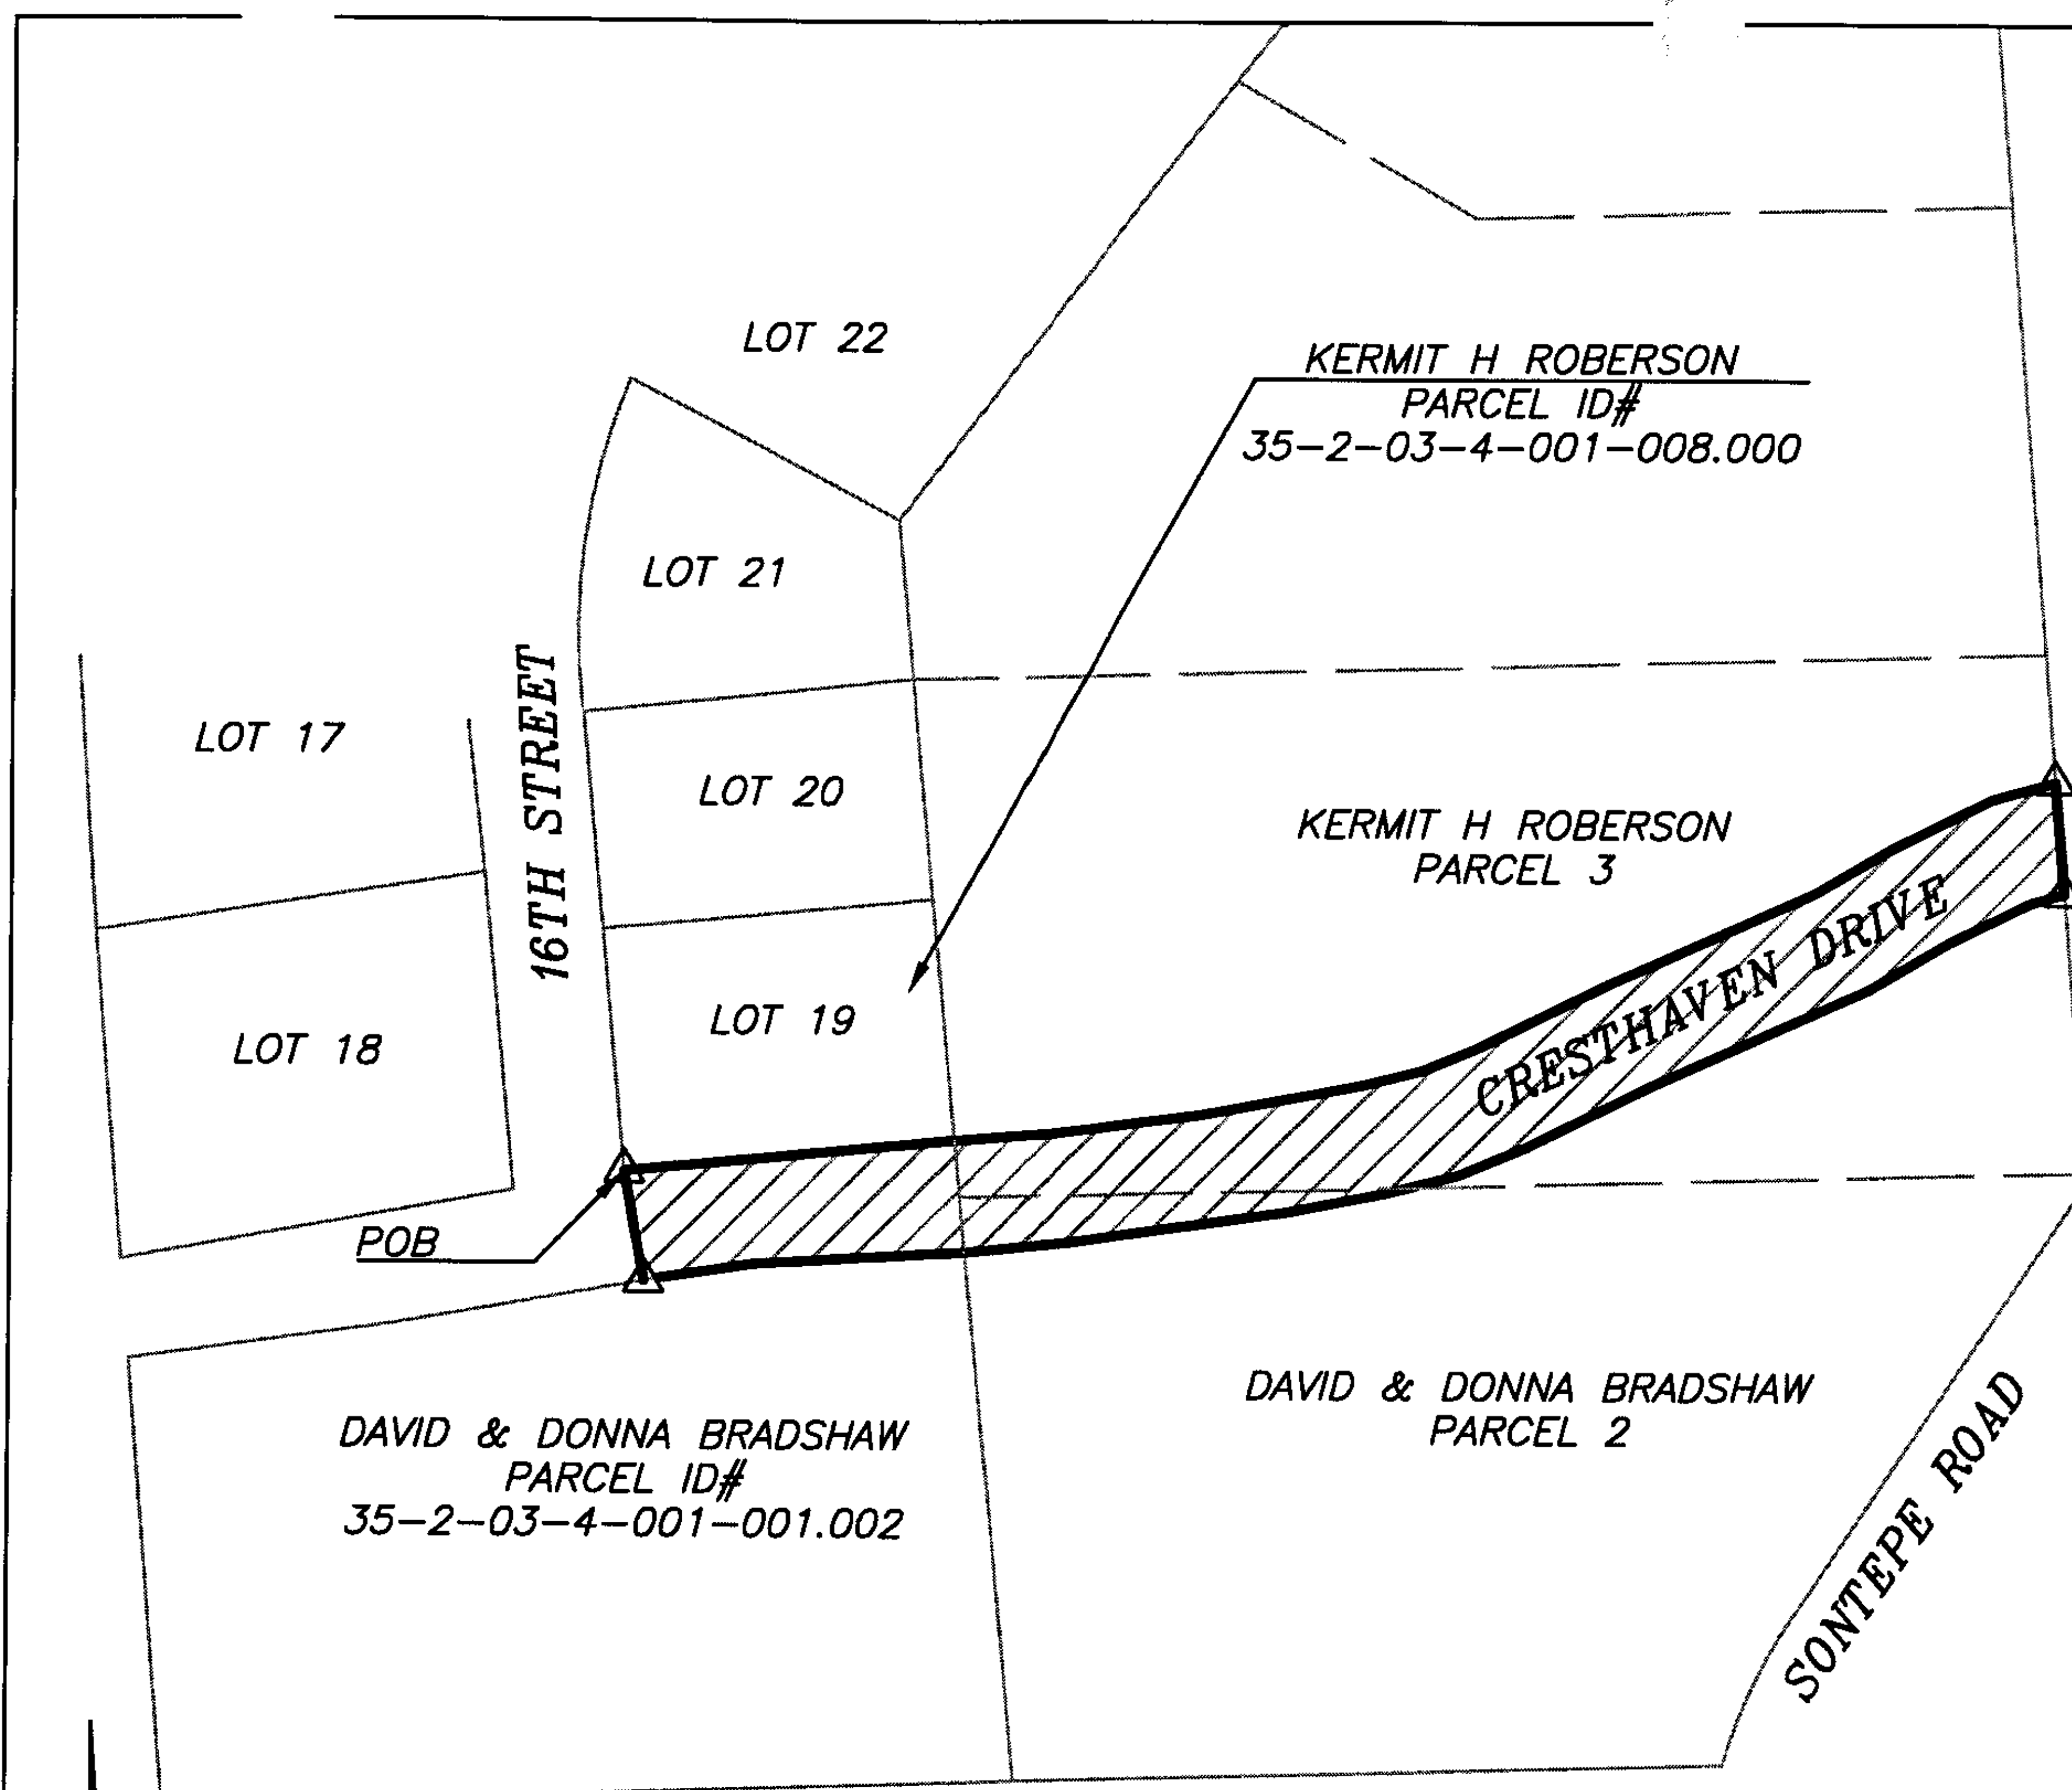 LOT 22
KERMIT H ROBERSON
PARCEL ID#
35-2-03-4-001-008.000
LOT 21
16TH STREET
LOT 17
LOT 20
KERMIT H ROBERSON
PARCEL 3
CRESTHAVEN DRIVE
LOT 19
LOT 18
POB
DAVID & DONNA BRADSHAW
PARCEL 2
DAVID & DONNA BRADSHAW
PARCEL ID#
35-2-03-4-001-001.002
SONTEPE ROAD